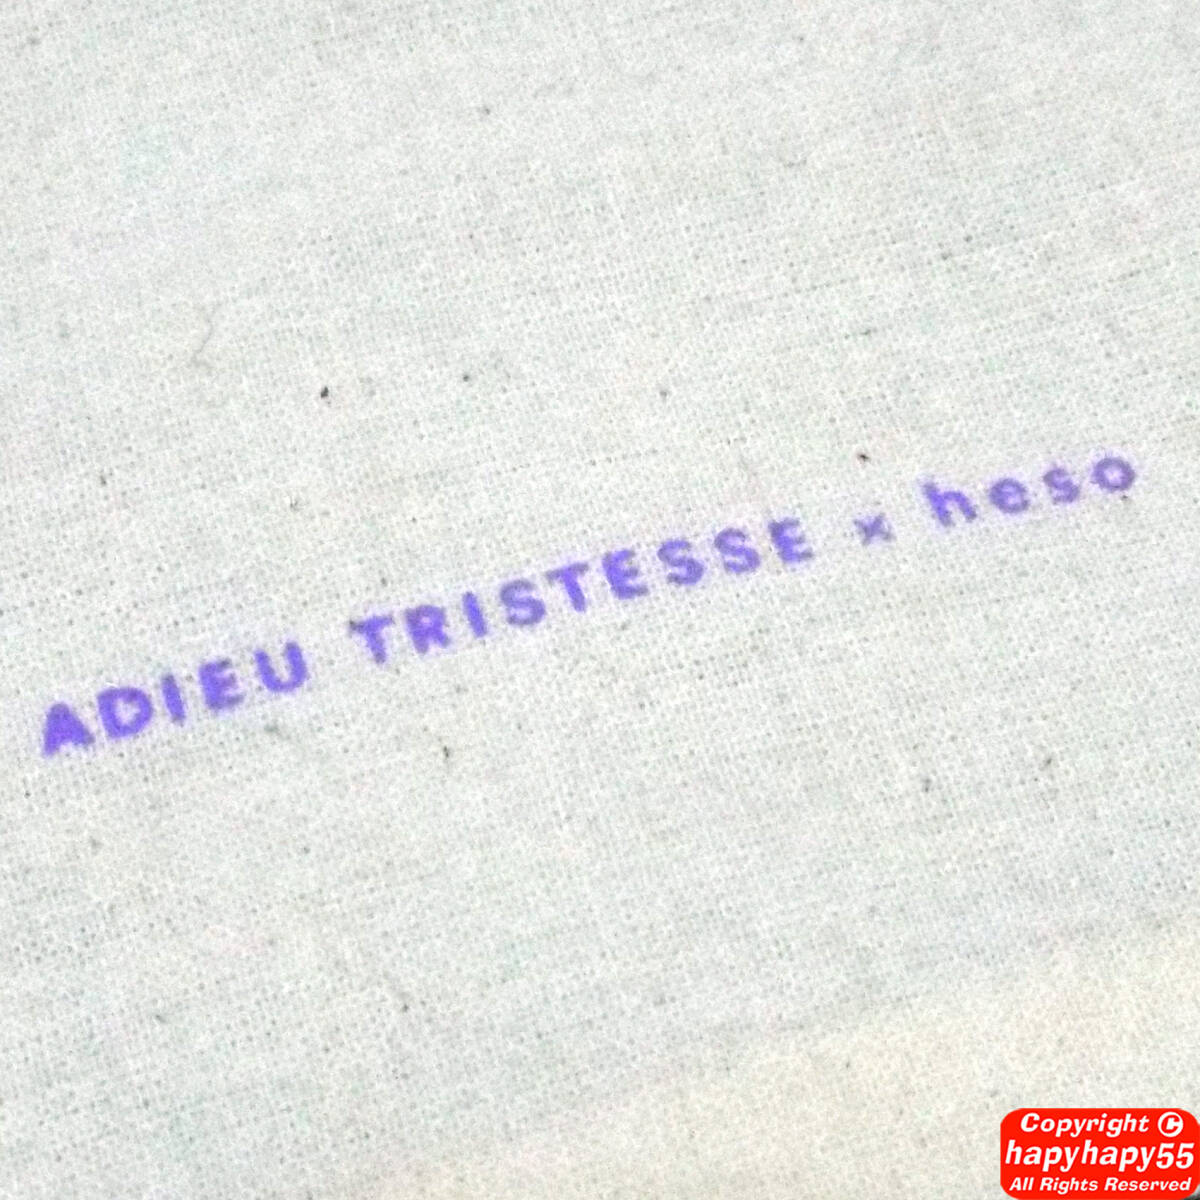 ADIEU TRISTESSE × heso
Copyright ©
hapyhapy55
All Rights Reserved